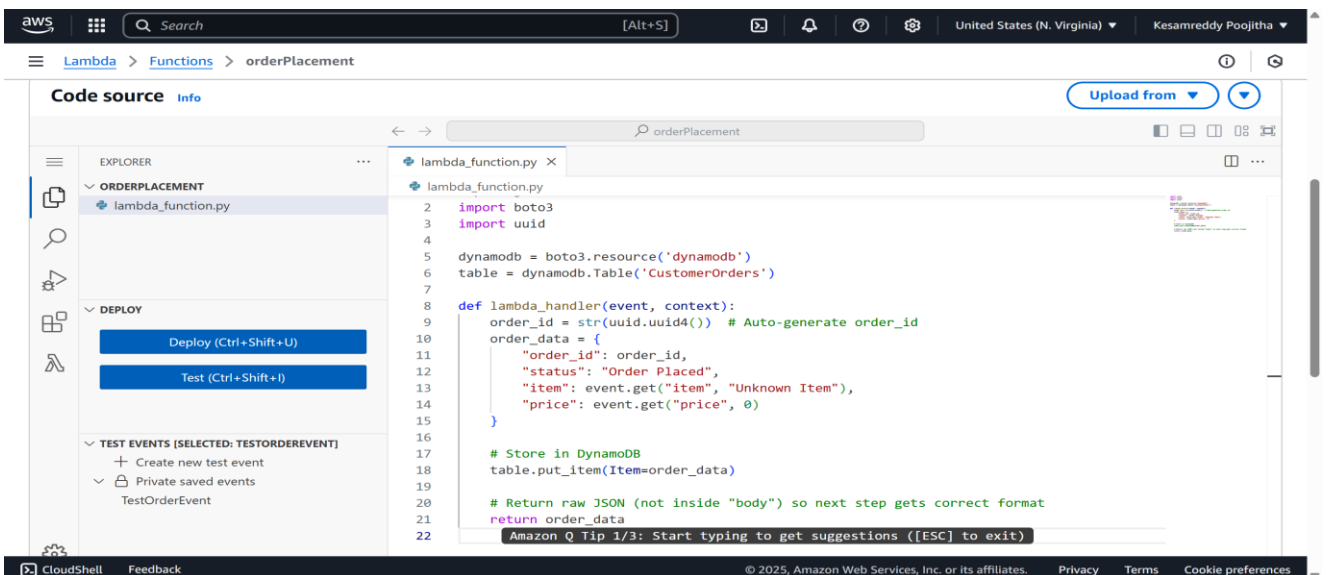 aws Search [Alt+S] United States (N. Virginia) ▼ Kesamreddy Poojitha ▼
Lambda > Functions > orderPlacement
Code source Info Upload from ▼
orderPlacement
EXPLORER ... lambda_function.py ×
ORDERPLACEMENT lambda_function.py
lambda_function.py
2 import boto3
3 import uuid
4
5 dynamodb = boto3.resource('dynamodb')
6 table = dynamodb.Table('CustomerOrders')
7
8 def lambda_handler(event, context):
9 order_id = str(uuid.uuid4())  # Auto-generate order_id
10 order_data = {
11 "order_id": order_id,
12 "status": "Order Placed",
13 "item": event.get("item", "Unknown Item"),
14 "price": event.get("price", 0)
15 }
16
17 # Store in DynamoDB
18 table.put_item(Item=order_data)
19
20 # Return raw JSON (not inside "body") so next step gets correct format
21 return order_data
22 Amazon Q Tip 1/3: Start typing to get suggestions ([ESC] to exit)
DEPLOY
Deploy (Ctrl+Shift+U)
Test (Ctrl+Shift+I)
TEST EVENTS [SELECTED: TESTORDEREVENT]
+ Create new test event
Private saved events
TestOrderEvent
CloudShell Feedback © 2025, Amazon Web Services, Inc. or its affiliates. Privacy Terms Cookie preferences